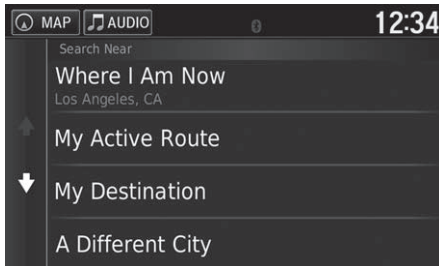 MAP AUDIO 12:34
Search Near
Where I Am Now
Los Angeles, CA
My Active Route
My Destination
A Different City